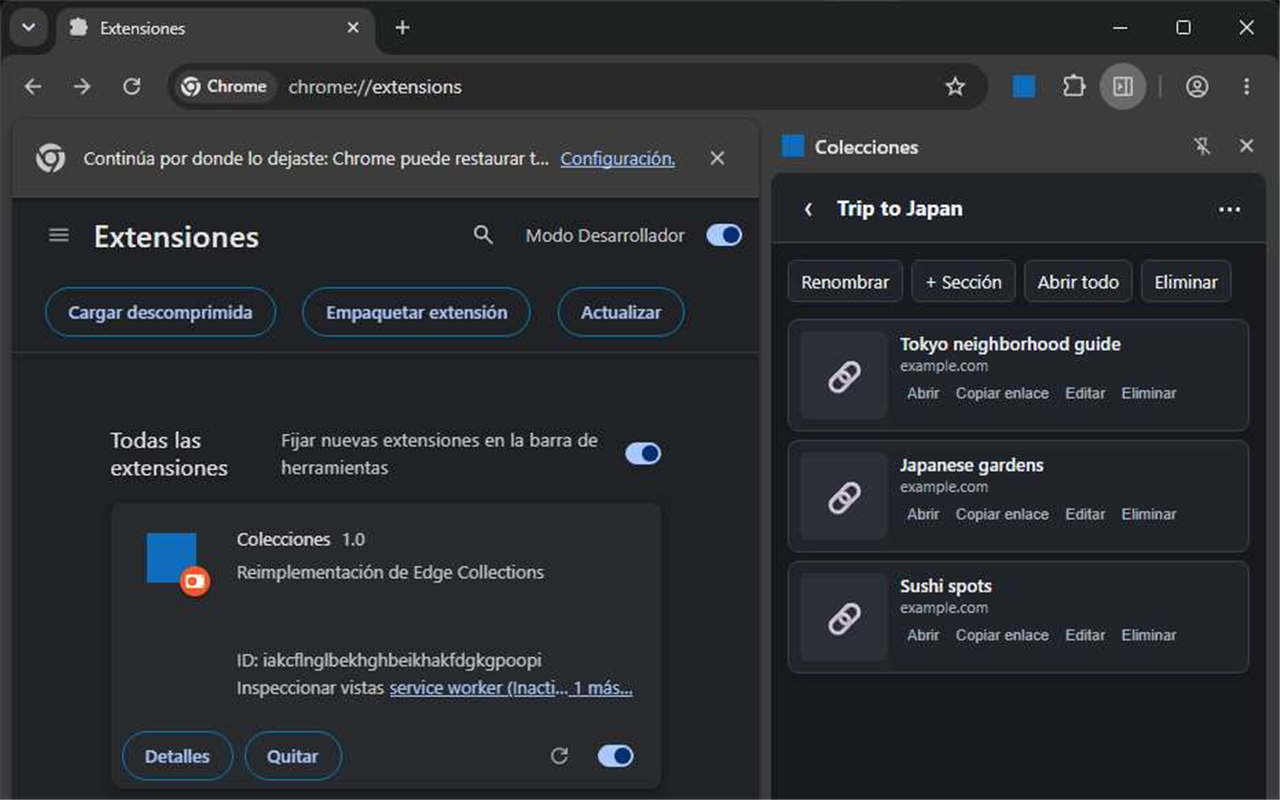 Extensiones
Chrome
chrome://extensions
Continúa por donde lo dejaste: Chrome puede restaurar t... Configuración.
Extensiones
Modo Desarrollador
Cargar descomprimida
Empaquetar extensión
Actualizar
Todas las
extensiones
Fijar nuevas extensiones en la barra de
herramientas
Colecciones 1.0
Reimplementación de Edge Collections
ID: iakcflnglbekhghbeikhakfdgkgpoopi
Inspeccionar vistas service worker (Inacti... 1 más...
Detalles
Quitar
Colecciones
Trip to Japan
Renombrar
+ Sección
Abrir todo
Eliminar
Tokyo neighborhood guide
example.com
Abrir Copiar enlace Editar Eliminar
Japanese gardens
example.com
Abrir Copiar enlace Editar Eliminar
Sushi spots
example.com
Abrir Copiar enlace Editar Eliminar